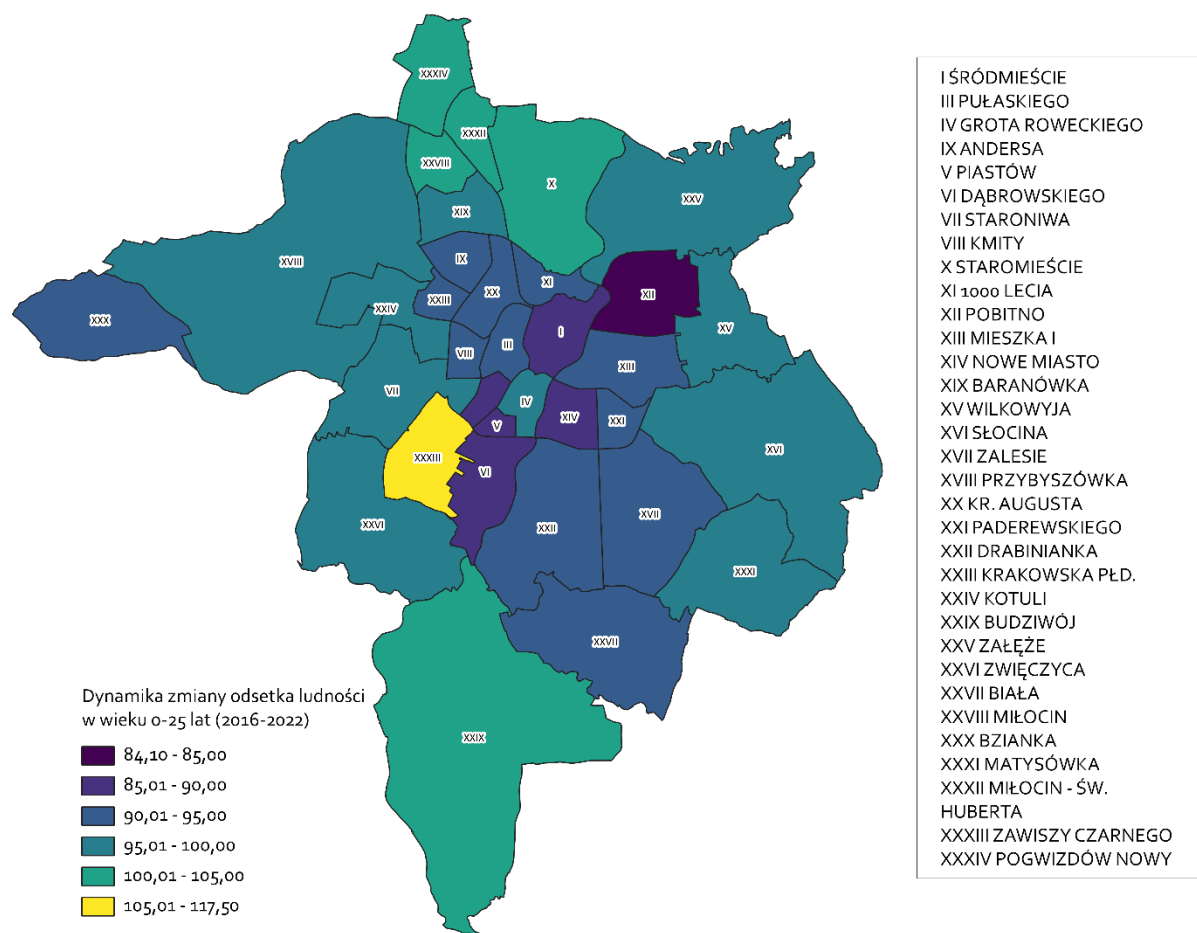 XXXIV
XXXII
XXVIII
X
XXV
XIX
XVIII
IX
XI
XX
XII
XXX
XXIII
XXIV
I
XV
VIII
III
XIII
VII
IV
V
XIV
XXI
XXXIII
VI
XVI
XXVI
XXII
XVII
XXXI
XXVII
XXIX
Dynamika zmiany odsetka ludności
w wieku 0-25 lat (2016-2022)
84,10 - 85,00
85,01 - 90,00
90,01 - 95,00
95,01 - 100,00
100,01 - 105,00
105,01 - 117,50
I ŚRÓDMIEŚCIE
III PUŁASKIEGO
IV GROTA ROWECKIEGO
IX ANDERSA
V PIASTÓW
VI DĄBROWSKIEGO
VII STARONIWA
VIII KMITY
X STAROMIEŚCIE
XI 1000 LECIA
XII POBITNO
XIII MIESZKA I
XIV NOWE MIASTO
XIX BARANÓWKA
XV WILKOWYJA
XVI SŁOCINA
XVII ZALESIE
XVIII PRZYBYSZÓWKA
XX KR. AUGUSTA
XXI PADEREWSKIEGO
XXII DRABINIANKA
XXIII KRAKOWSKA PŁD.
XXIV KOTULI
XXIX BUDZIWÓJ
XXV ZAŁĘŻE
XXVI ZWIĘCZYCA
XXVII BIAŁA
XXVIII MIŁOCIN
XXX BZIANKA
XXXI MATYSÓWKA
XXXII MIŁOCIN - ŚW.
HUBERTA
XXXIII ZAWISZY CZARNEGO
XXXIV POGWIZDÓW NOWY